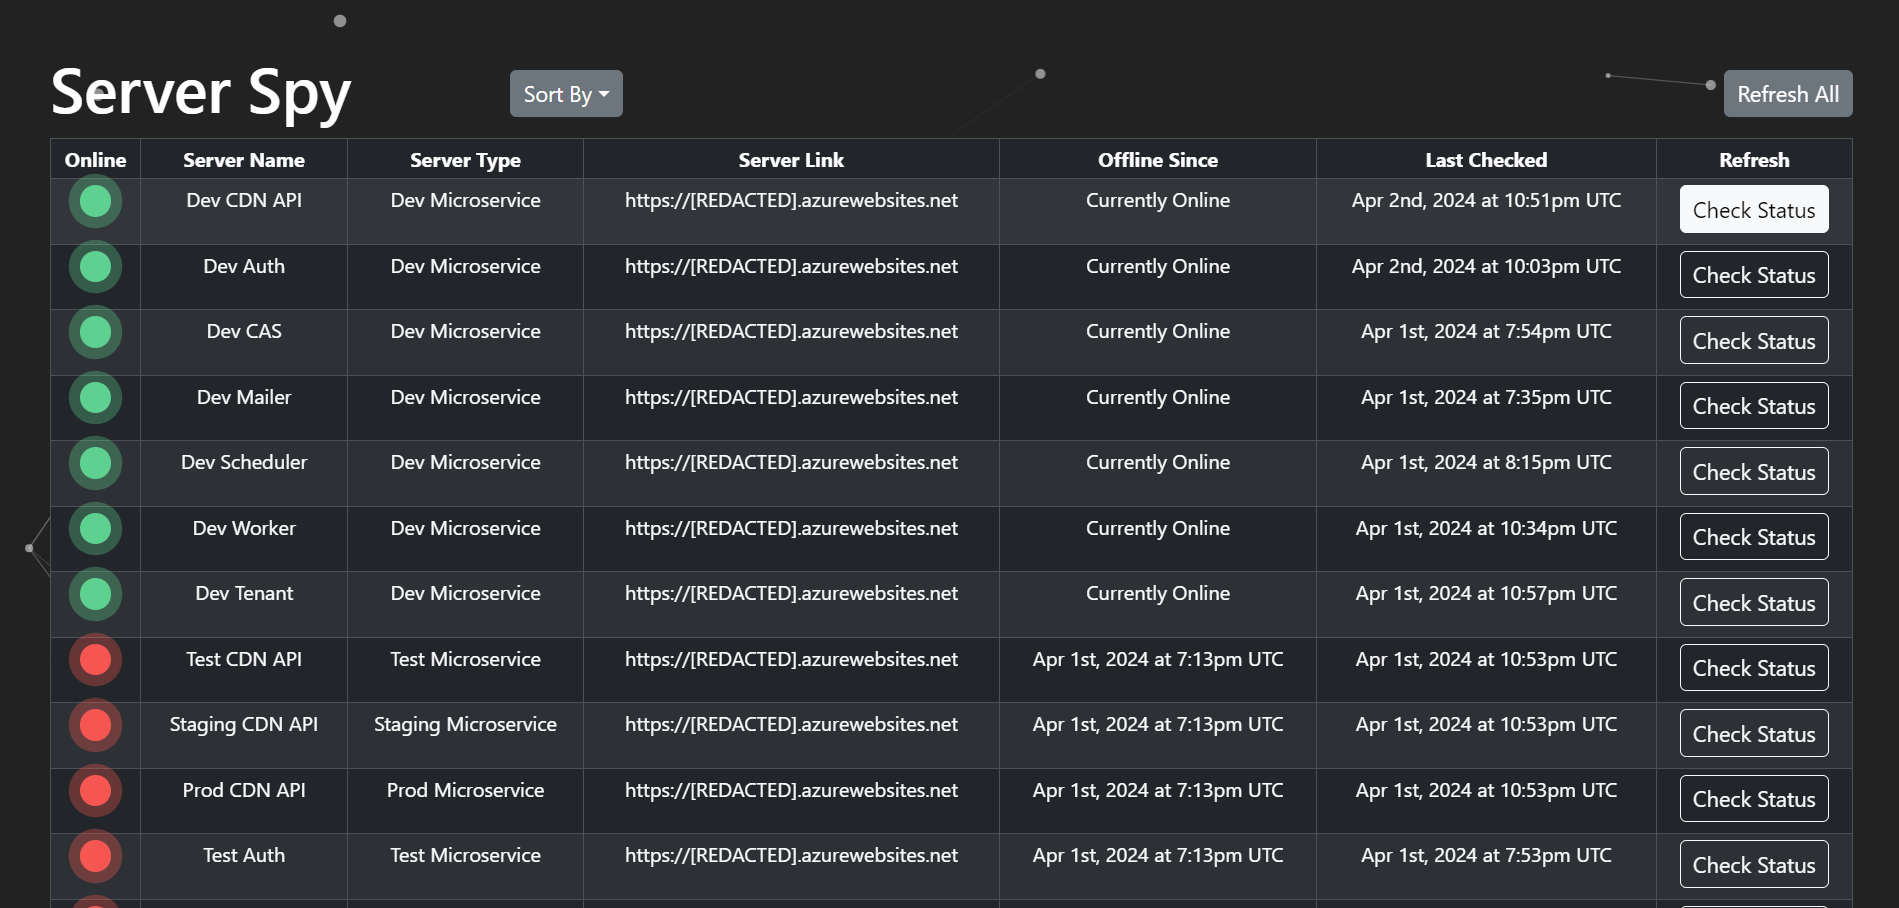 Server Spy Sort By Refresh All
Online Server Name Server Type Server Link Offline Since Last Checked Refresh
Dev CDN API Dev Microservice https://[REDACTED].azurewebsites.net Currently Online Apr 2nd, 2024 at 10:51pm UTC Check Status
Dev Auth Dev Microservice https://[REDACTED].azurewebsites.net Currently Online Apr 2nd, 2024 at 10:03pm UTC Check Status
Dev CAS Dev Microservice https://[REDACTED].azurewebsites.net Currently Online Apr 1st, 2024 at 7:54pm UTC Check Status
Dev Mailer Dev Microservice https://[REDACTED].azurewebsites.net Currently Online Apr 1st, 2024 at 7:35pm UTC Check Status
Dev Scheduler Dev Microservice https://[REDACTED].azurewebsites.net Currently Online Apr 1st, 2024 at 8:15pm UTC Check Status
Dev Worker Dev Microservice https://[REDACTED].azurewebsites.net Currently Online Apr 1st, 2024 at 10:34pm UTC Check Status
Dev Tenant Dev Microservice https://[REDACTED].azurewebsites.net Currently Online Apr 1st, 2024 at 10:57pm UTC Check Status
Test CDN API Test Microservice https://[REDACTED].azurewebsites.net Apr 1st, 2024 at 7:13pm UTC Apr 1st, 2024 at 10:53pm UTC Check Status
Staging CDN API Staging Microservice https://[REDACTED].azurewebsites.net Apr 1st, 2024 at 7:13pm UTC Apr 1st, 2024 at 10:53pm UTC Check Status
Prod CDN API Prod Microservice https://[REDACTED].azurewebsites.net Apr 1st, 2024 at 7:13pm UTC Apr 1st, 2024 at 10:53pm UTC Check Status
Test Auth Test Microservice https://[REDACTED].azurewebsites.net Apr 1st, 2024 at 7:13pm UTC Apr 1st, 2024 at 7:53pm UTC Check Status